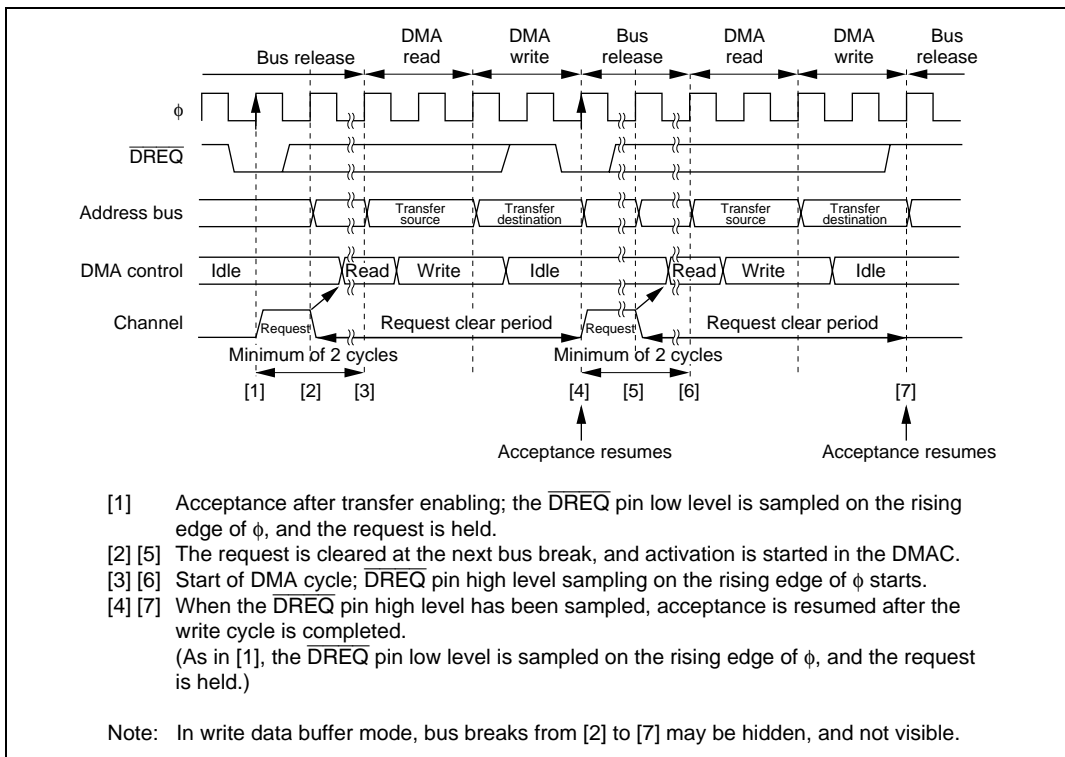 Bus release DMA read DMA write Bus release DMA read DMA write Bus release
ϕ
DREQ
Address bus Transfer source Transfer destination Transfer source Transfer destination
DMA control Idle Read Write Idle Read Write Idle
Channel Request Request clear period Request Request clear period
Minimum of 2 cycles Minimum of 2 cycles
[1] [2] [3] [4] [5] [6] [7]
Acceptance resumes Acceptance resumes
[1] Acceptance after transfer enabling; the DREQ pin low level is sampled on the rising
edge of ϕ, and the request is held.
[2] [5] The request is cleared at the next bus break, and activation is started in the DMAC.
[3] [6] Start of DMA cycle; DREQ pin high level sampling on the rising edge of ϕ starts.
[4] [7] When the DREQ pin high level has been sampled, acceptance is resumed after the
write cycle is completed.
(As in [1], the DREQ pin low level is sampled on the rising edge of ϕ, and the request
is held.)
Note: In write data buffer mode, bus breaks from [2] to [7] may be hidden, and not visible.